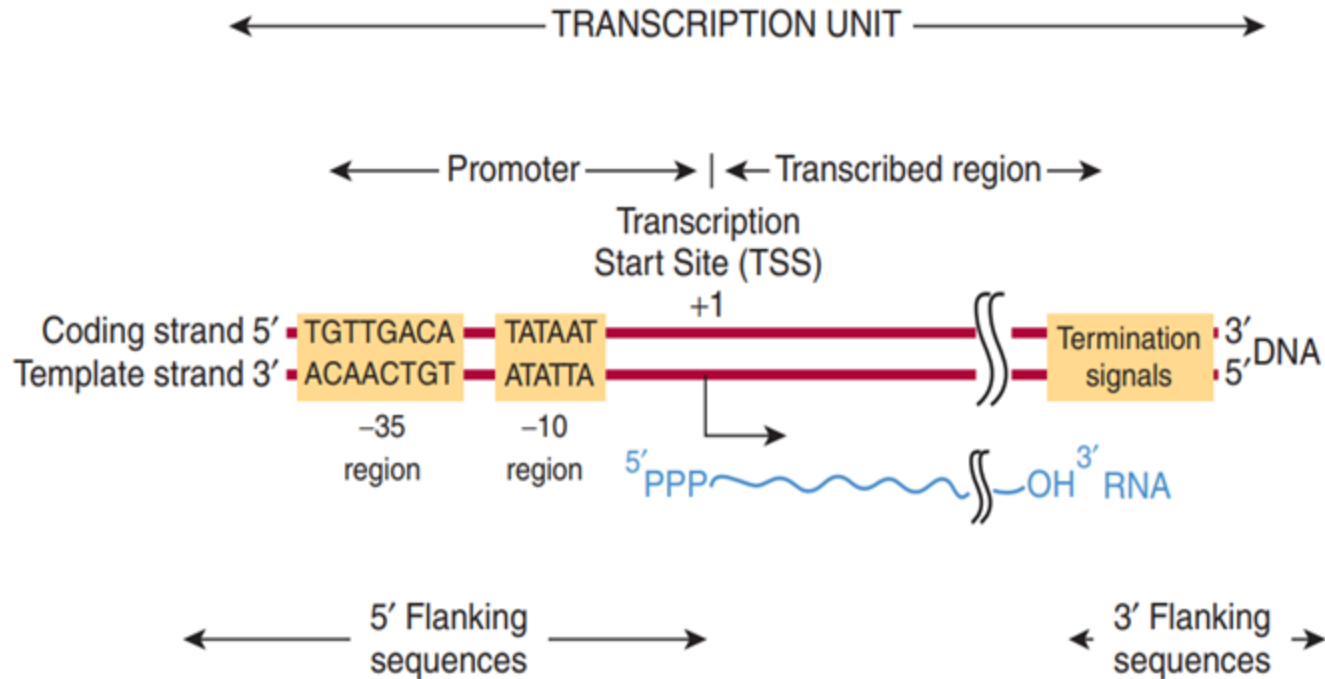 TRANSCRIPTION UNIT
Promoter
Transcribed region
Transcription
Start Site (TSS)
+1
Coding strand 5′ TGTTGACA TATAAT 3′
Template strand 3′ ACAACTGT ATATTA 5′
Termination
signals
DNA
–35
region
–10
region
5′PPP
OH3′ RNA
5′ Flanking
sequences
3′ Flanking
sequences